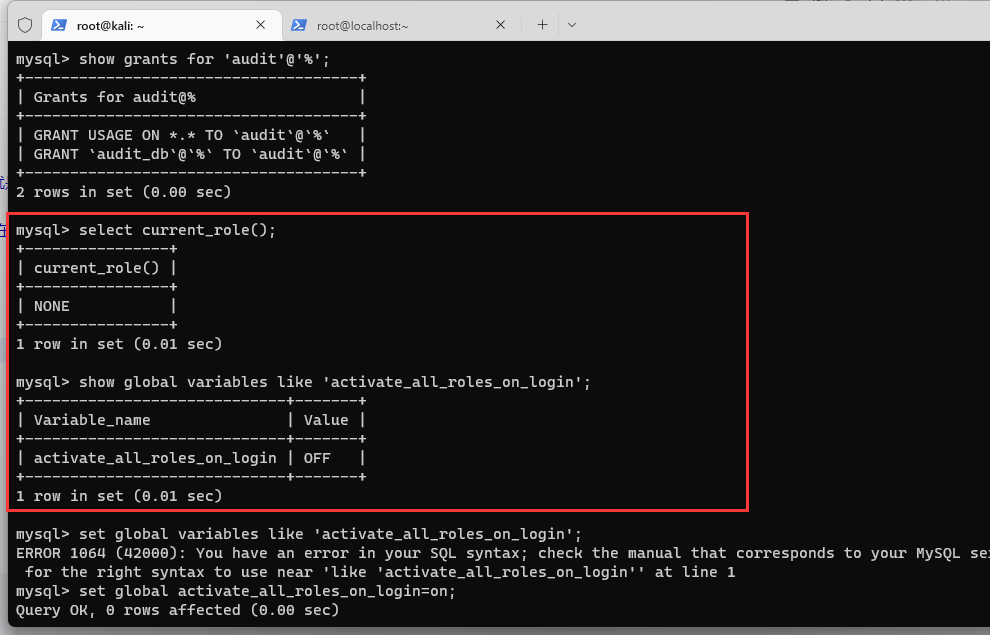 root@kali: ~
root@localhost:~
mysql> show grants for 'audit'@'%';
+-------------------------------------+
| Grants for audit@%                  |
+-------------------------------------+
| GRANT USAGE ON *.* TO `audit`@`%`   |
| GRANT `audit_db`@`%` TO `audit`@`%` |
+-------------------------------------+
2 rows in set (0.00 sec)
mysql> select current_role();
+----------------+
| current_role() |
+----------------+
| NONE           |
+----------------+
1 row in set (0.01 sec)
mysql> show global variables like 'activate_all_roles_on_login';
+-----------------------------+-------+
| Variable_name               | Value |
+-----------------------------+-------+
| activate_all_roles_on_login | OFF   |
+-----------------------------+-------+
1 row in set (0.01 sec)
mysql> set global variables like 'activate_all_roles_on_login';
ERROR 1064 (42000): You have an error in your SQL syntax; check the manual that corresponds to your MySQL
for the right syntax to use near 'like 'activate_all_roles_on_login'' at line 1
mysql> set global activate_all_roles_on_login=on;
Query OK, 0 rows affected (0.00 sec)